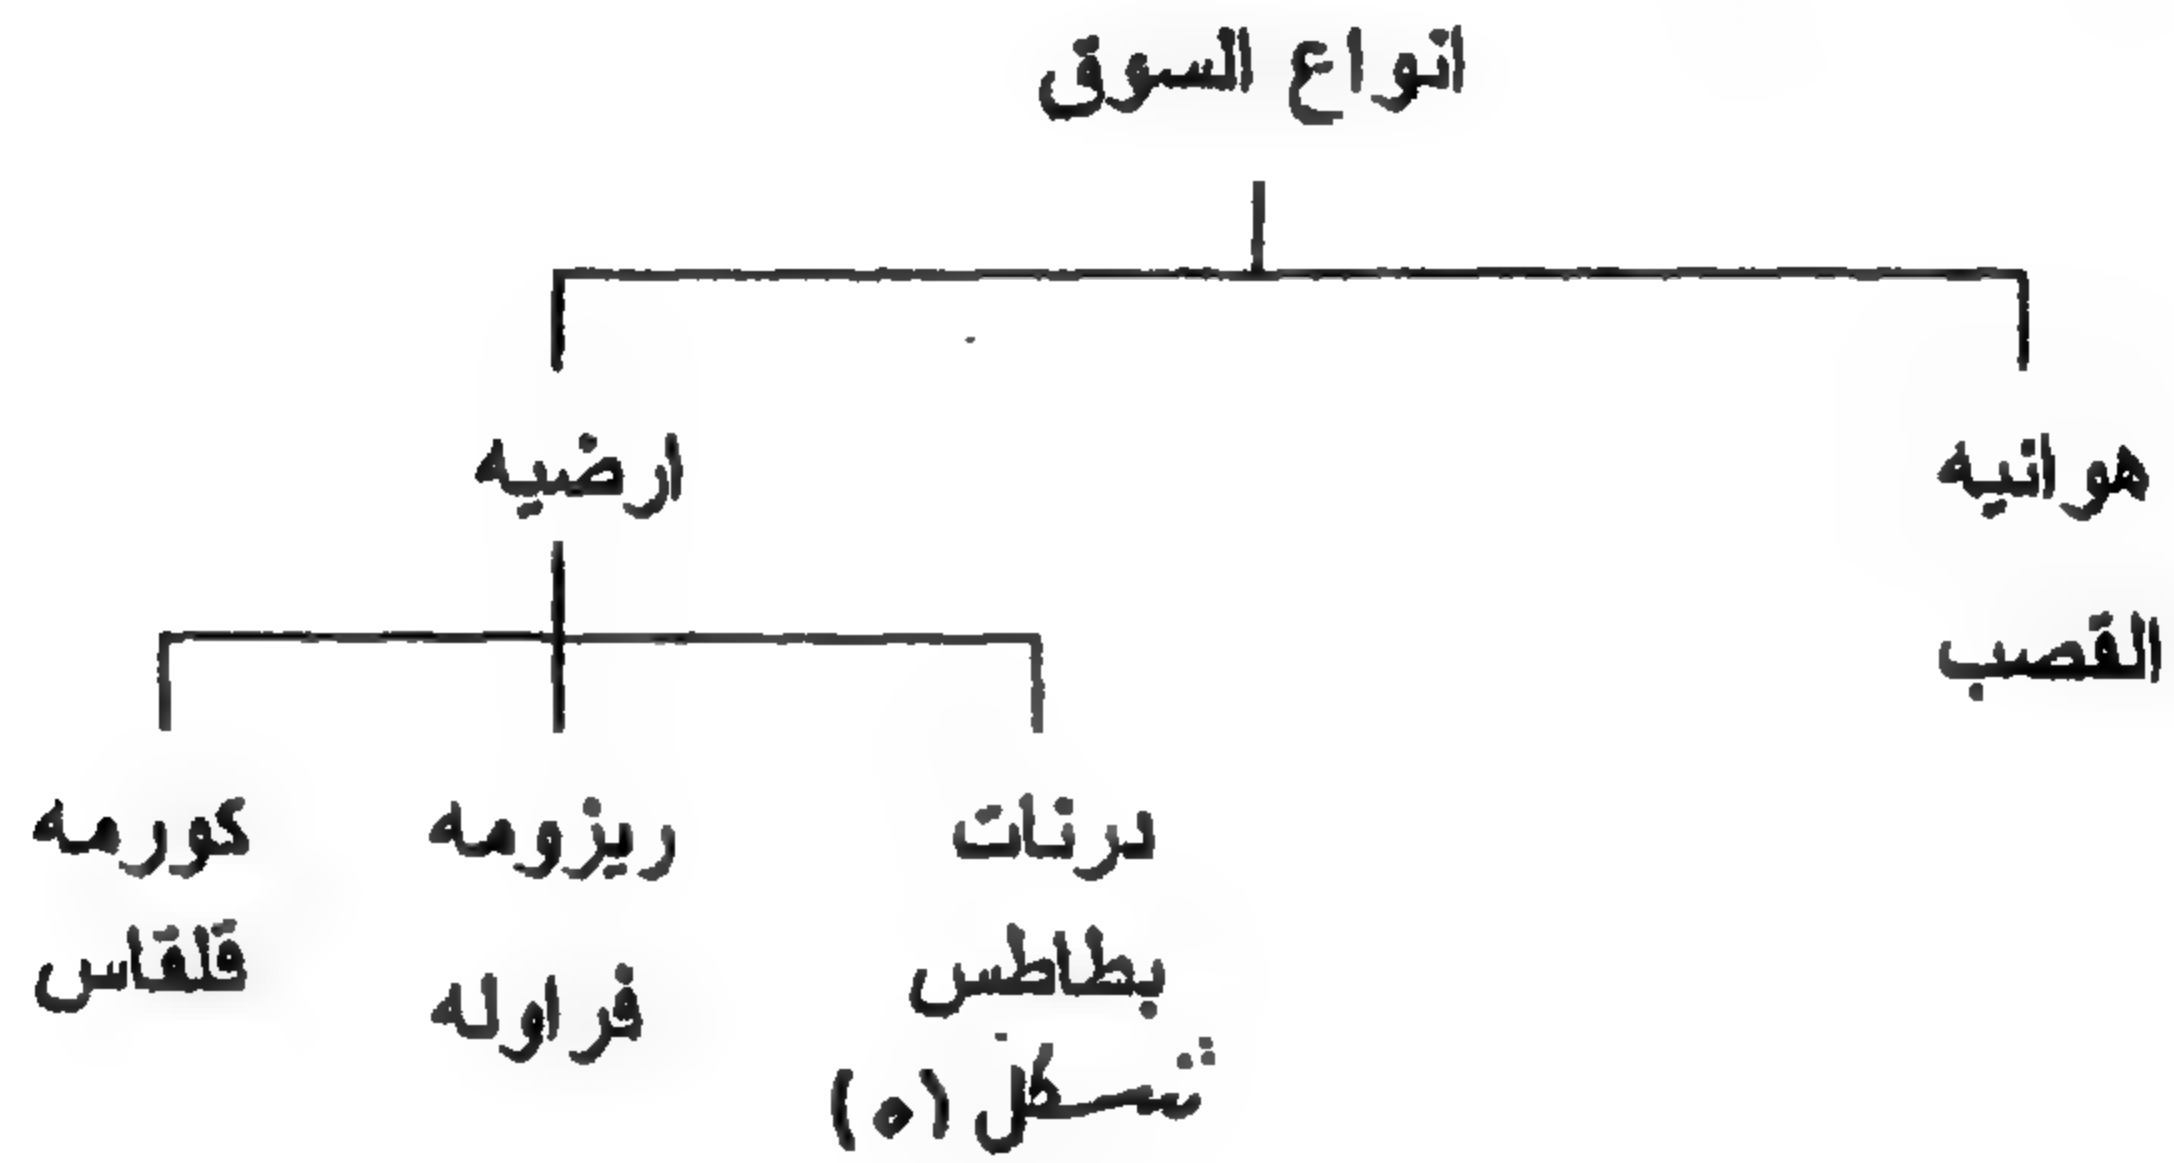 انواع السوق
هوانيه
ارضيه
القصب
درنات
ريزومه
كورمه
بطاطس
فراوله
قلقاس
شكل (٥)